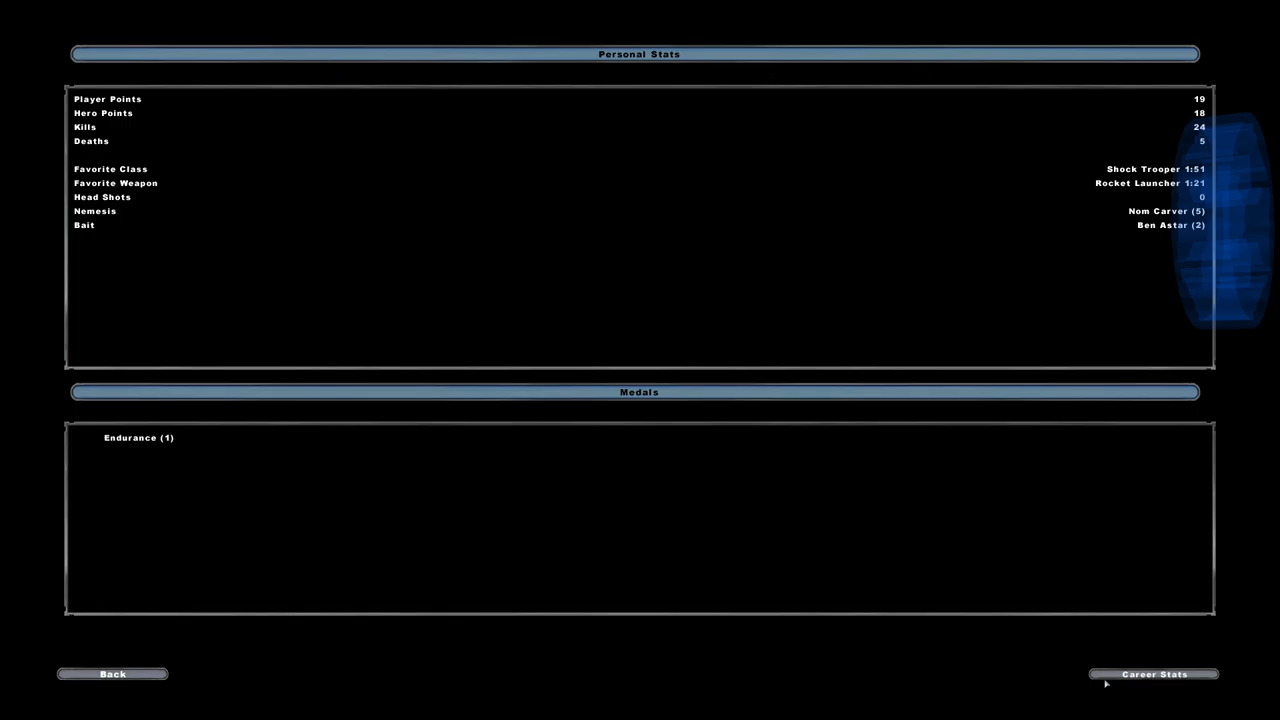 Personal Stats
Player Points 19
Hero Points 18
Kills 24
Deaths 5
Favorite Class Shock Trooper 1:51
Favorite Weapon Rocket Launcher 1:21
Head Shots 0
Nemesis Nom Carver (5)
Bait Ben Astar (2)
Medals
Endurance (1)
Back Career Stats